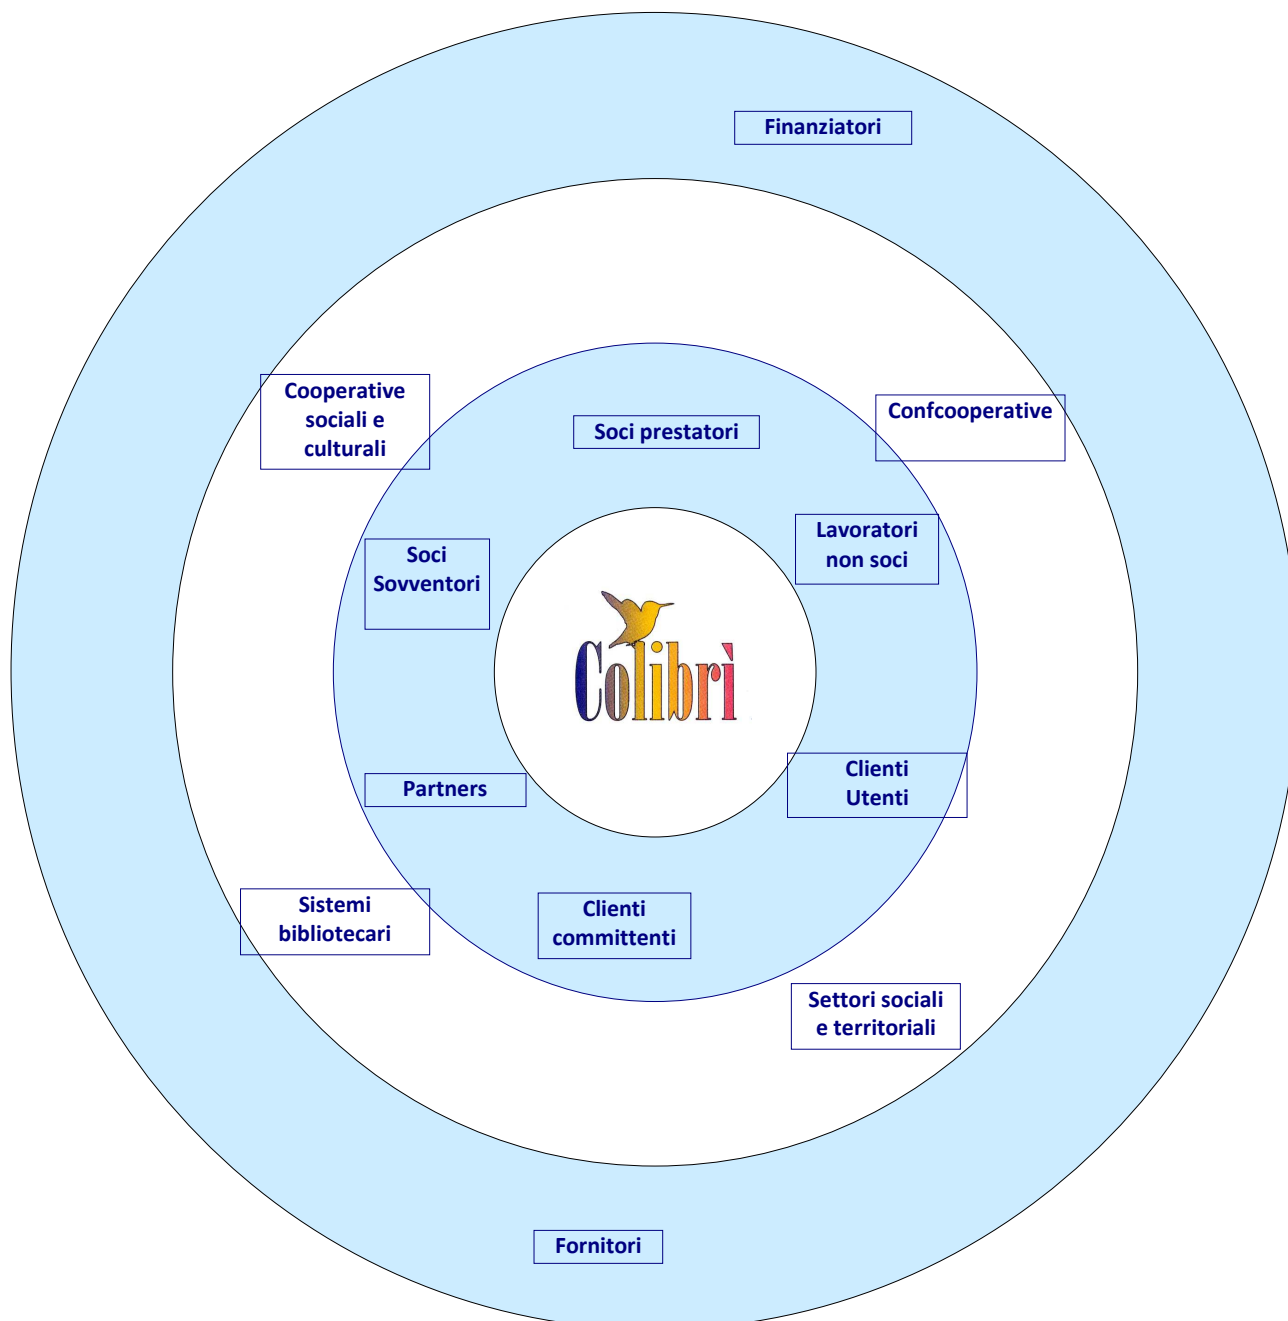 Finanziatori
Cooperative
sociali e
culturali
Confcooperative
Soci prestatori
Lavoratori
non soci
Soci
Sovventori
Colibrì
Partners
Clienti
Utenti
Sistemi
bibliotecari
Clienti
committenti
Settori sociali
e territoriali
Fornitori